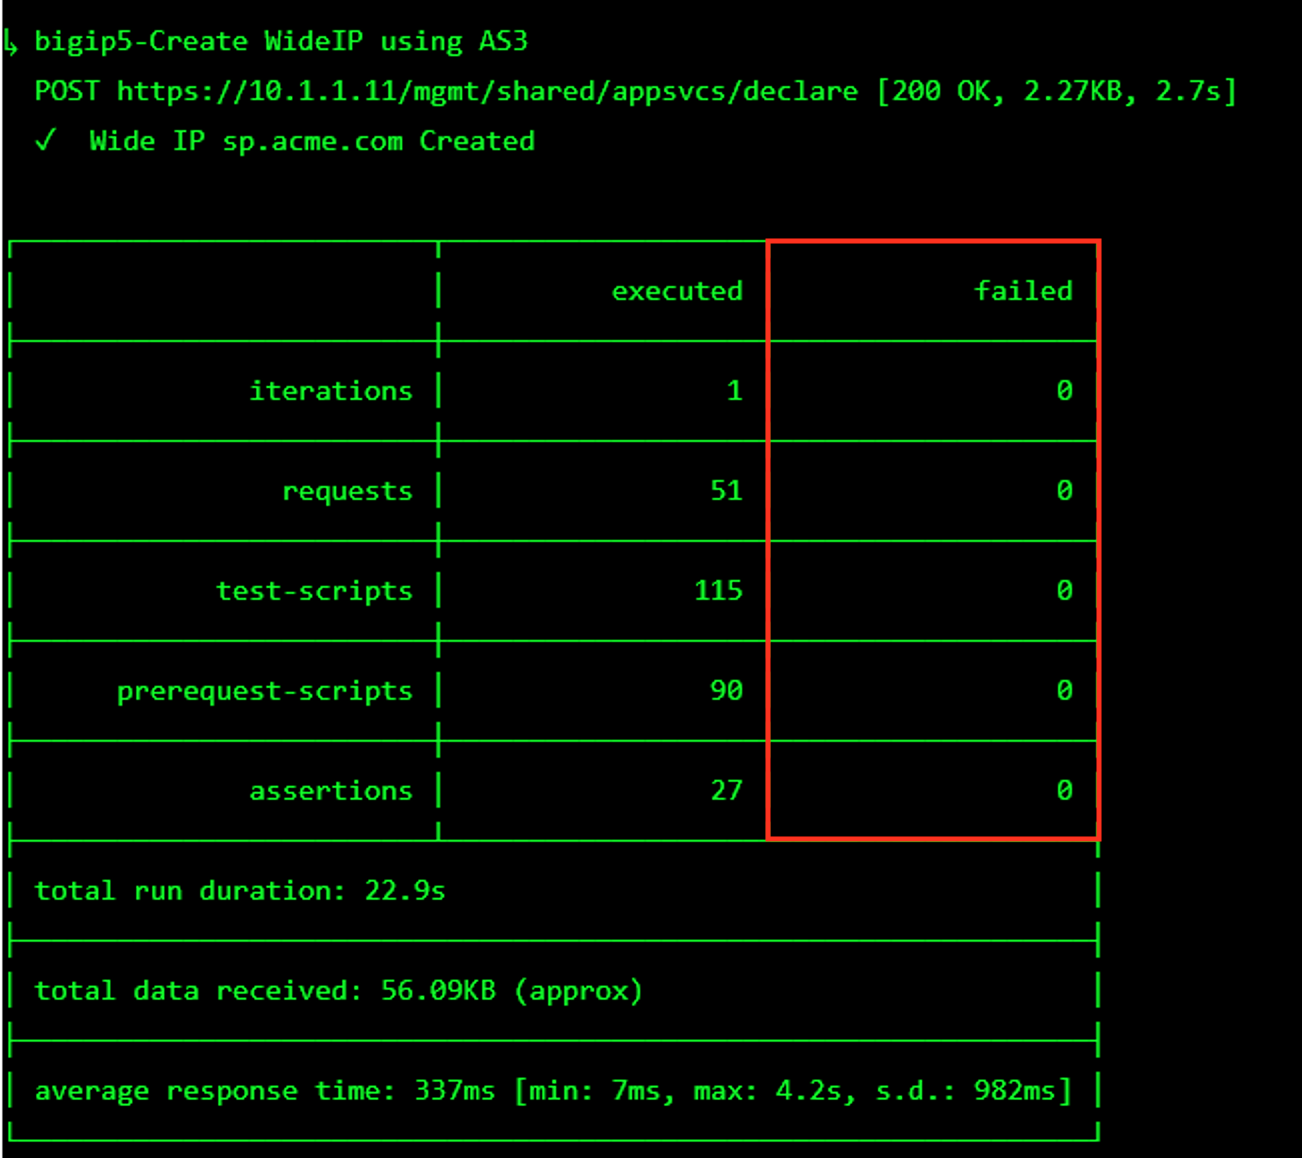 ↳ bigip5-Create WideIP using AS3
POST https://10.1.1.11/mgmt/shared/appsvcs/declare [200 OK, 2.27KB, 2.7s]
✓ Wide IP sp.acme.com Created
executed failed
iterations 1 0
requests 51 0
test-scripts 115 0
prerequest-scripts 90 0
assertions 27 0
total run duration: 22.9s
total data received: 56.09KB (approx)
average response time: 337ms [min: 7ms, max: 4.2s, s.d.: 982ms]